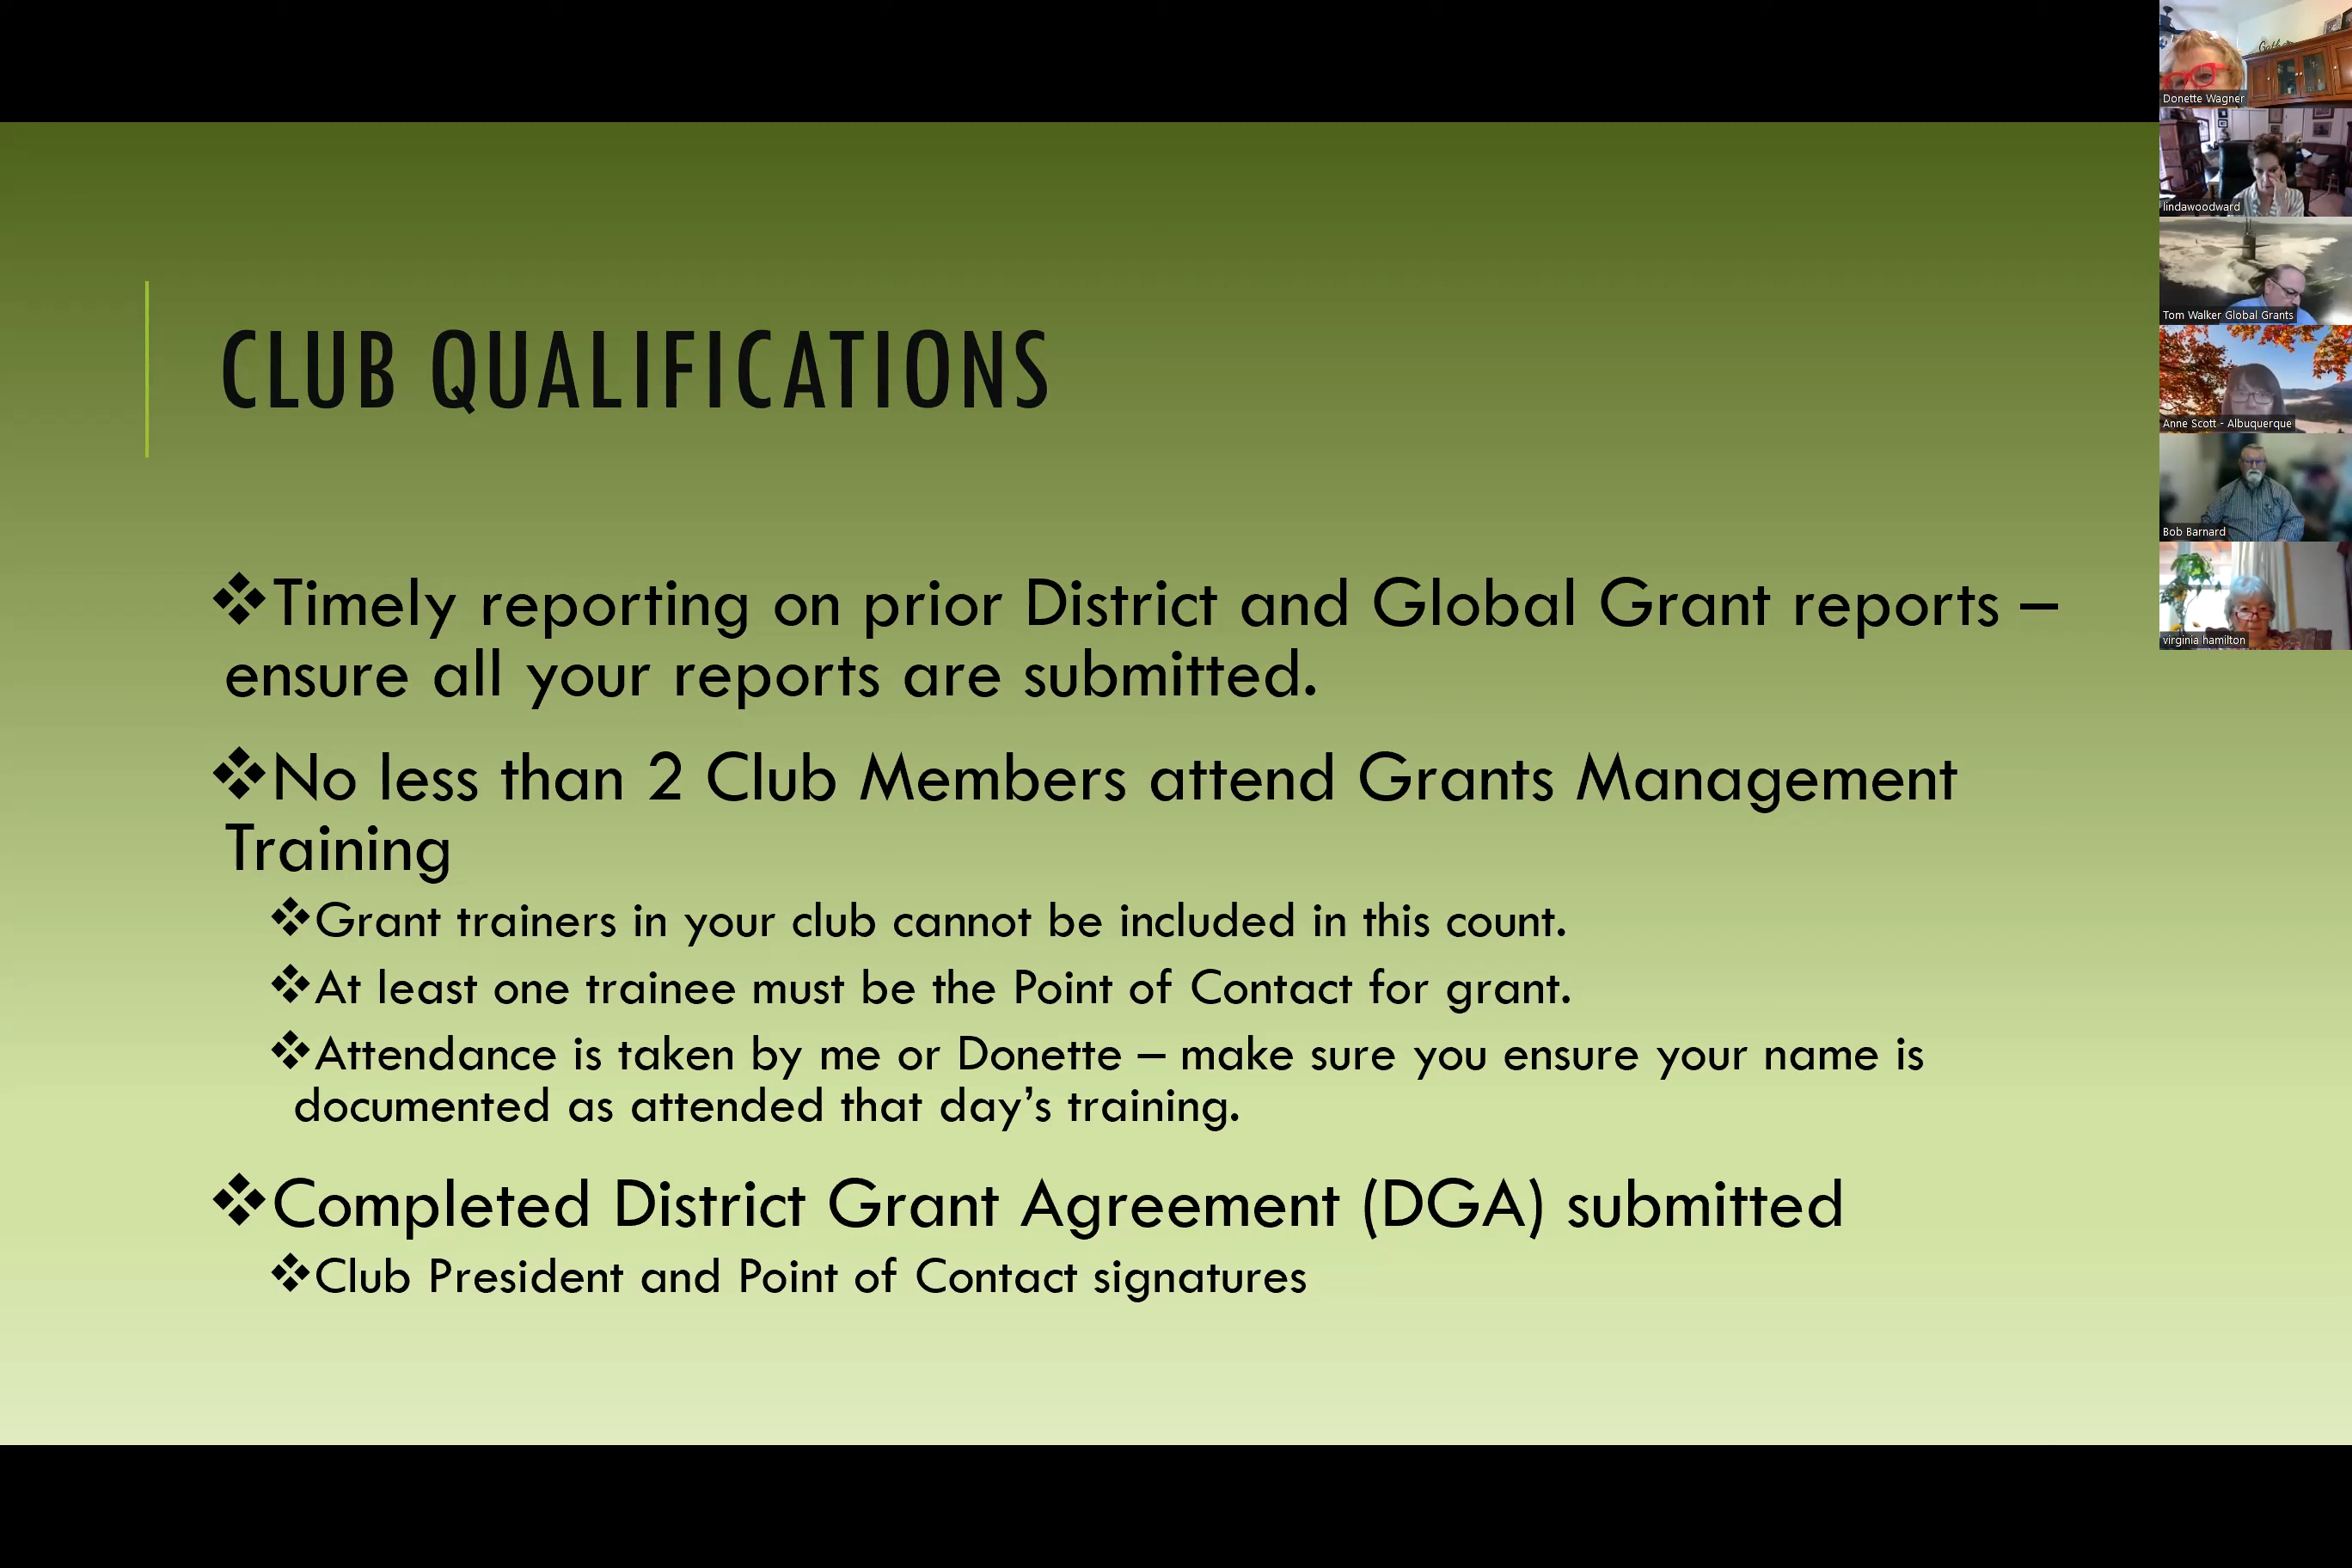 CLUB QUALIFICATIONS
❖Timely reporting on prior District and Global Grant reports –
ensure all your reports are submitted.
❖No less than 2 Club Members attend Grants Management
Training
❖Grant trainers in your club cannot be included in this count.
❖At least one trainee must be the Point of Contact for grant.
❖Attendance is taken by me or Donette – make sure you ensure your name is
documented as attended that day’s training.
❖Completed District Grant Agreement (DGA) submitted
❖Club President and Point of Contact signatures
Donette Wagner
lindawoodward
Tom Walker Global Grants
Anne Scott - Albuquerque
Bob Barnard
virginia hamilton